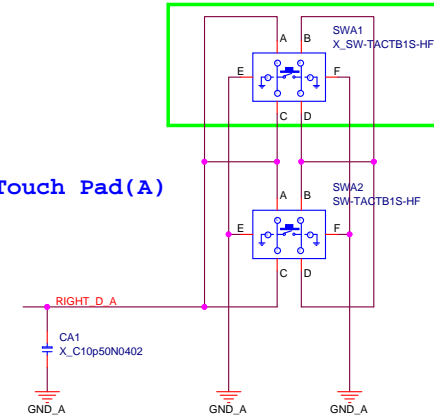 A B
SWA1
X_SW-TACTB1S-HF
E F
C D
Touch Pad(A)
A B
SWA2
SW-TACTB1S-HF
E F
C D
RIGHT_D_A
CA1
X_C10p50N0402
GND_A GND_A GND_A